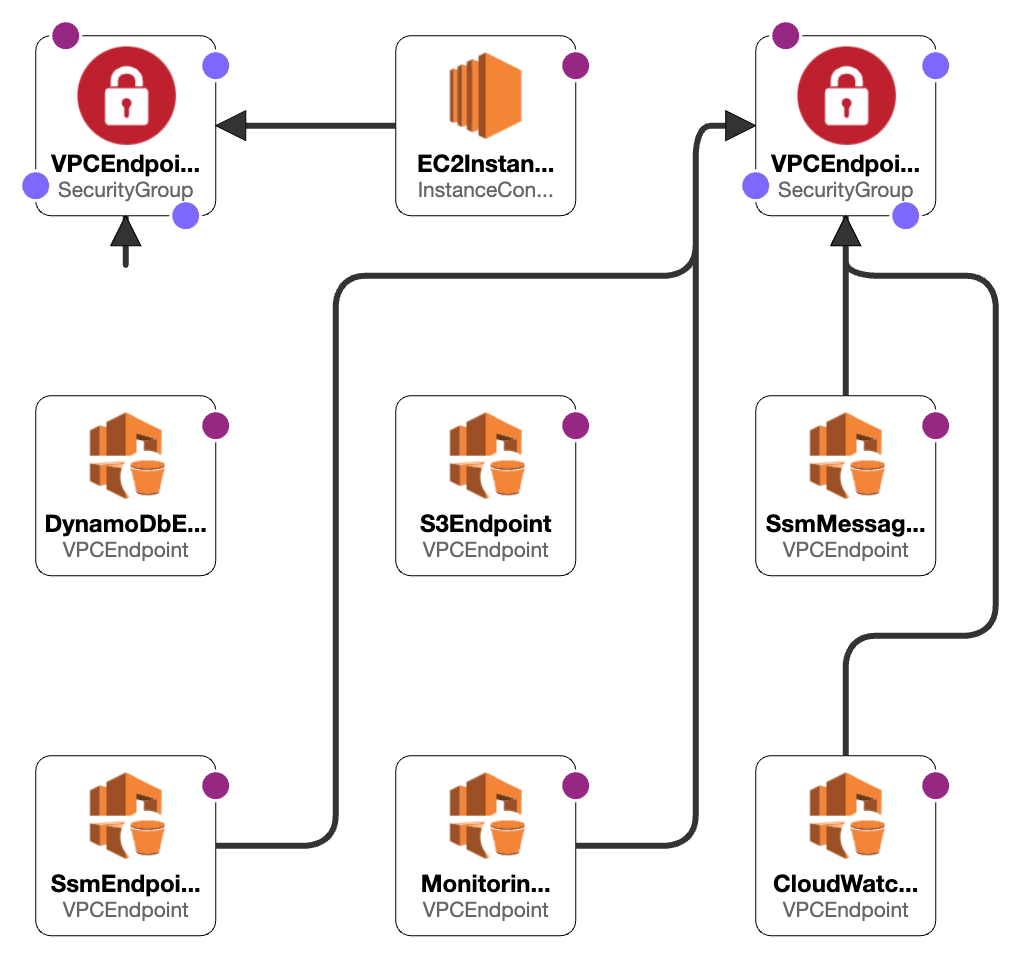 VPCEndpoi...
SecurityGroup
EC2Instan...
InstanceCon...
VPCEndpoi...
SecurityGroup
DynamoDbE...
VPCEndpoint
S3Endpoint
VPCEndpoint
SsmMessag...
VPCEndpoint
SsmEndpoi...
VPCEndpoint
Monitorin...
VPCEndpoint
CloudWatc...
VPCEndpoint